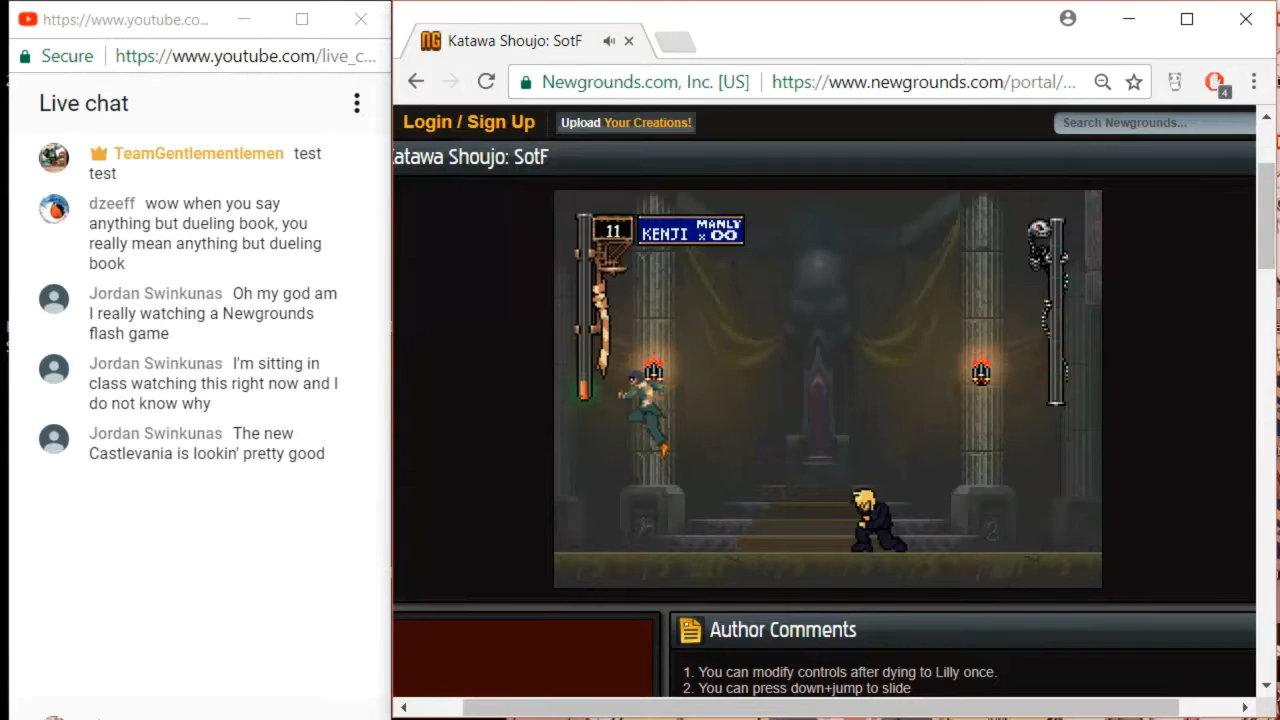 https://www.youtube.co...
Secure
https://www.youtube.com/live_c...
Live chat
TeamGentlementlemen test
test
dzeeff wow when you say
anything but dueling book, you
really mean anything but dueling
book
Jordan Swinkunas Oh my god am
I really watching a Newgrounds
flash game
Jordan Swinkunas I'm sitting in
class watching this right now and I
do not know why
Jordan Swinkunas The new
Castlevania is lookin' pretty good
NG Katawa Shoujo: SotF
Newgrounds.com, Inc. [US]
https://www.newgrounds.com/portal/...
4
Login / Sign Up
Upload Your Creations!
Search Newgrounds...
atawa Shoujo: SotF
11
MANLY
KENJI x∞
Author Comments
1. You can modify controls after dying to Lilly once.
2. You can press down+jump to slide